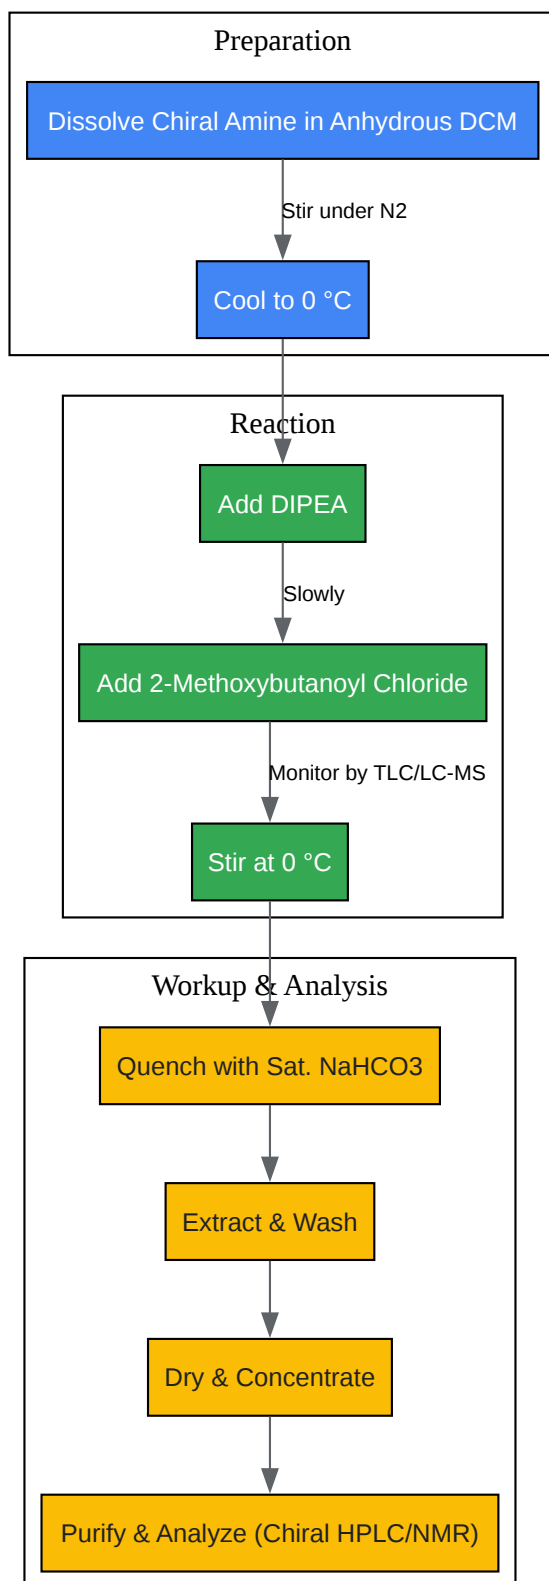 Preparation
Dissolve Chiral Amine in Anhydrous DCM
Stir under N2
Cool to 0 °C
Reaction
Add DIPEA
Slowly
Add 2-Methoxybutanoyl Chloride
Monitor by TLC/LC-MS
Stir at 0 °C
Workup & Analysis
Quench with Sat. NaHCO3
Extract & Wash
Dry & Concentrate
Purify & Analyze (Chiral HPLC/NMR)